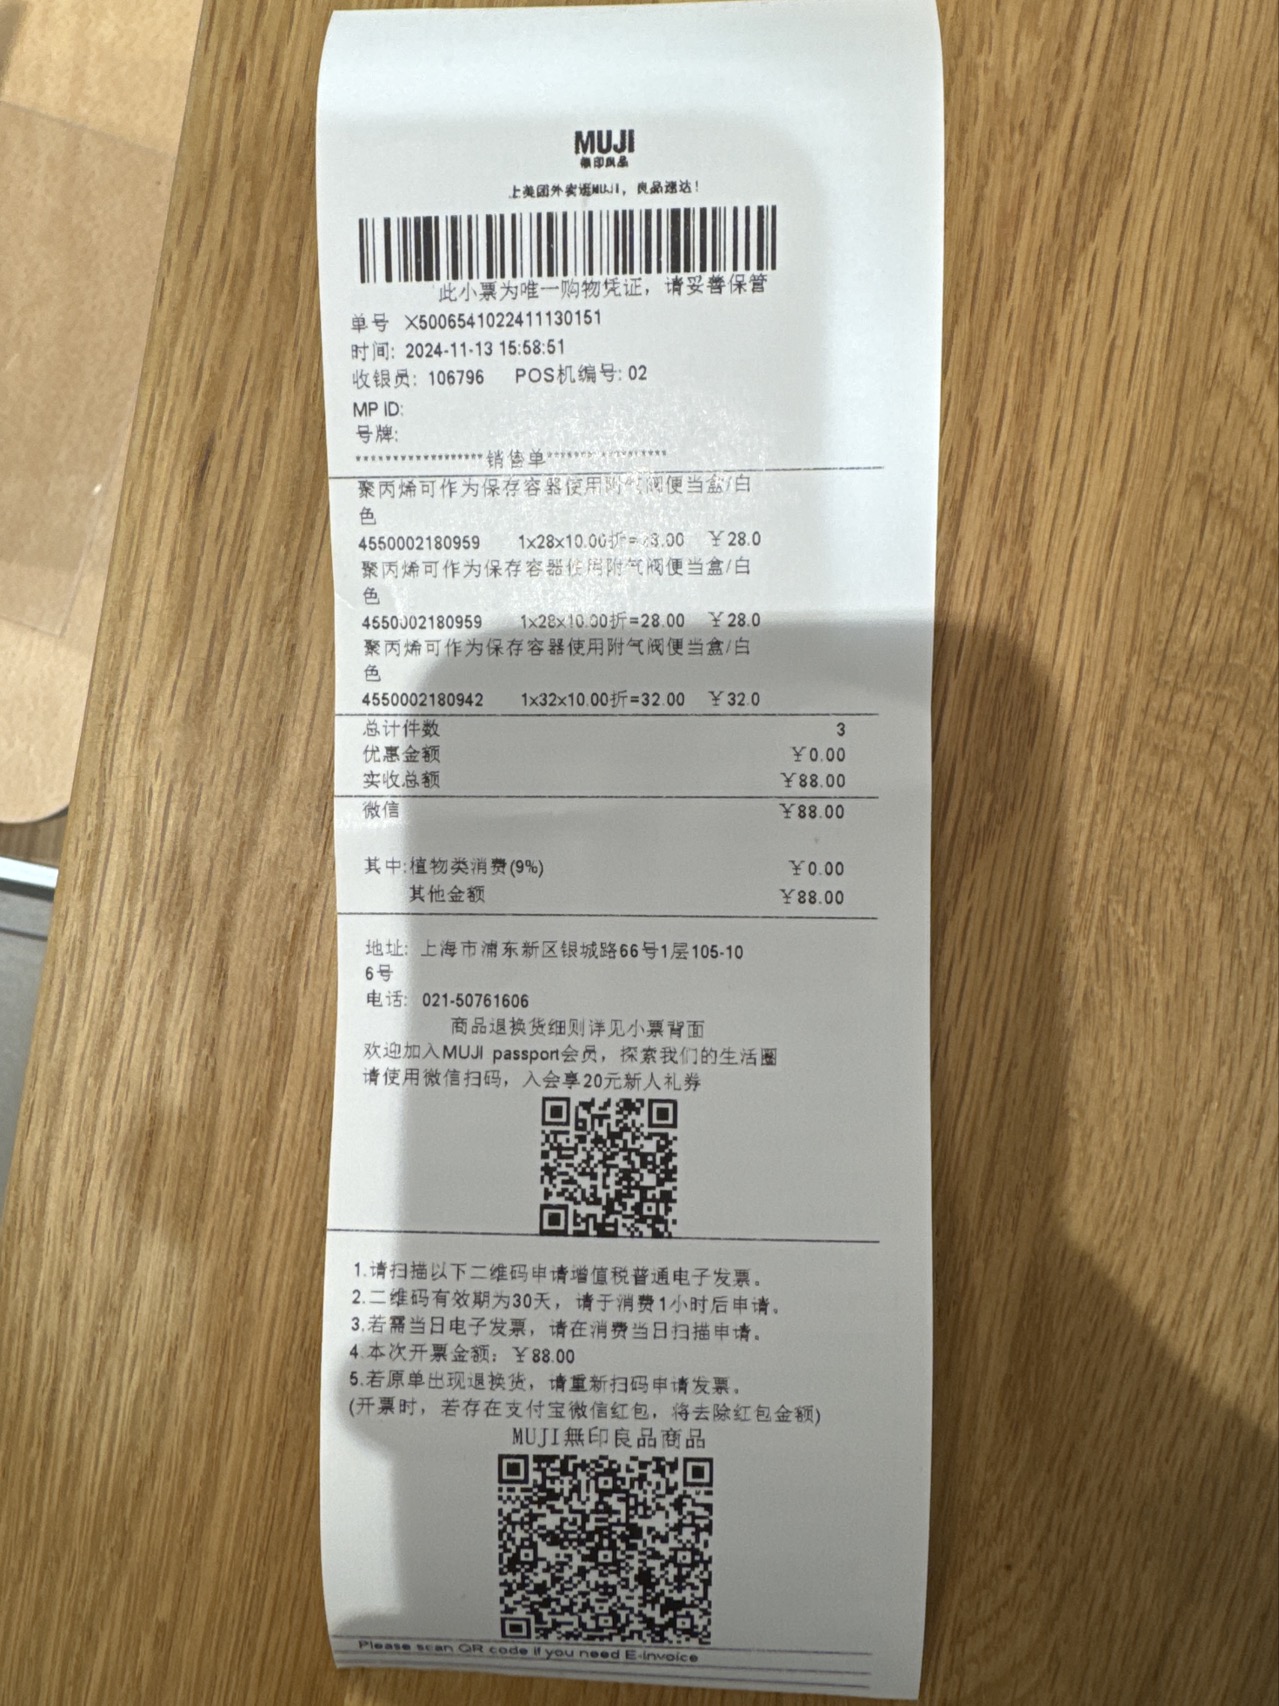 MUJI
無印良品
上美团外卖逛MUJI，良品速达！
此小票为唯一购物凭证，请妥善保管
单号 X5006541022411130151
时间: 2024-11-13 15:58:51
收银员: 106796 POS机编号: 02
MP ID:
号牌:
******************销售单*****************
聚丙烯可作为保存容器使用附气阀便当盒/白
色
4550002180959 1x28x10.00折= 8.00 ￥28.0
聚丙烯可作为保存容器使用附气阀便当盒/白
色
4550002180959 1x28x10.00折=28.00 ￥28.0
聚丙烯可作为保存容器使用附气阀便当盒/白
色
4550002180942 1x32x10.00折=32.00 ￥32.0
总计件数 3
优惠金额 ￥0.00
实收总额 ￥88.00
微信 ￥88.00
其中:植物类消费(9%) ￥0.00
其他金额 ￥88.00
地址: 上海市浦东新区银城路66号1层105-10
6号
电话: 021-50761606
商品退换货细则详见小票背面
欢迎加入MUJI passport会员，探索我们的生活圈
请使用微信扫码，入会享20元新人礼券
1.请扫描以下二维码申请增值税普通电子发票。
2.二维码有效期为30天，请于消费1小时后申请。
3.若需当日电子发票，请在消费当日扫描申请。
4.本次开票金额: ￥88.00
5.若原单出现退换货，请重新扫码申请发票。
(开票时，若存在支付宝微信红包，将去除红包金额)
MUJI無印良品商品
Please scan QR code if you need E-invoice